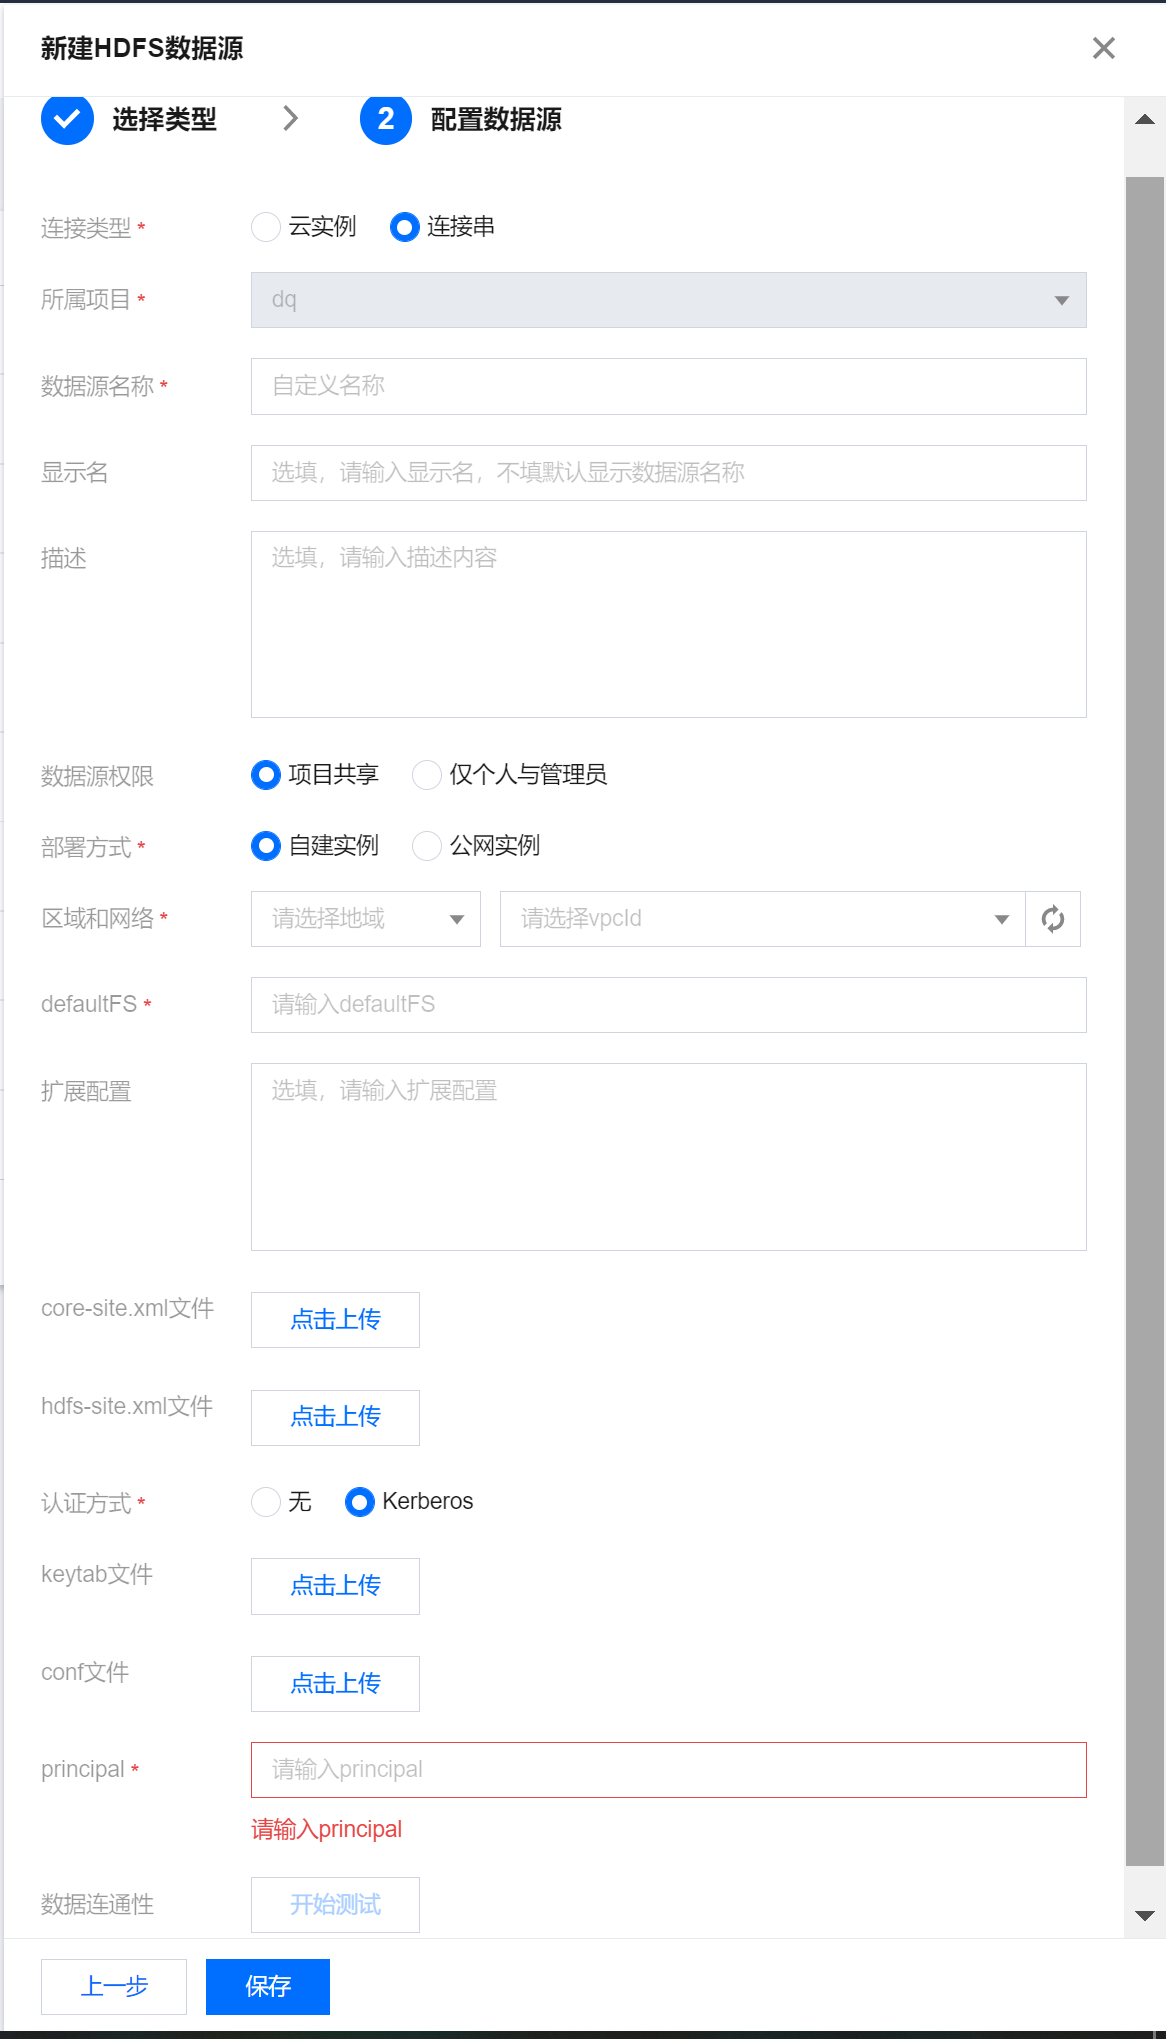 新建HDFS数据源
选择类型
2 配置数据源
连接类型 * 云实例 连接串
所属项目 * dq
数据源名称 * 自定义名称
显示名 选填，请输入显示名，不填默认显示数据源名称
描述 选填，请输入描述内容
数据源权限 项目共享 仅个人与管理员
部署方式 * 自建实例 公网实例
区域和网络 * 请选择地域 请选择vpcId
defaultFS * 请输入defaultFS
扩展配置 选填，请输入扩展配置
core-site.xml文件 点击上传
hdfs-site.xml文件 点击上传
认证方式 * 无 Kerberos
keytab文件 点击上传
conf文件 点击上传
principal * 请输入principal
请输入principal
数据连通性 开始测试
上一步 保存